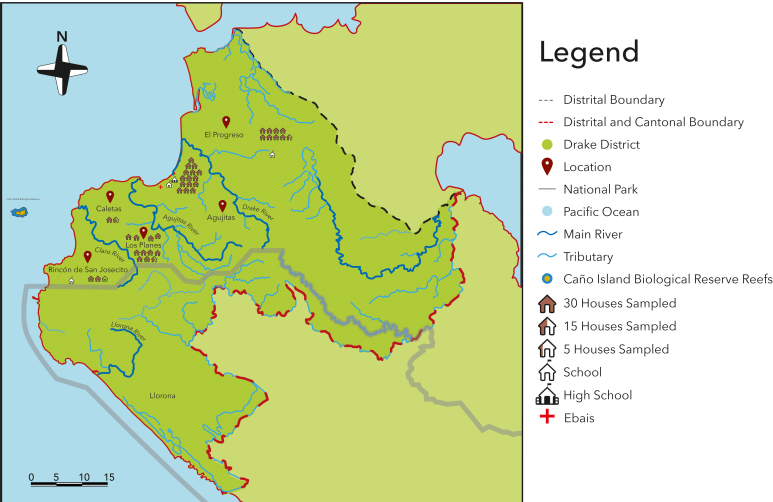 N
El Progreso
Caletas
Agujitas River
Agujitas
Drake River
Los Planes
Claro River
Rincón de San Josecito
Llorona River
Llorona
0 5 10 15
Legend
Distrital Boundary
Distrital and Cantonal Boundary
Drake District
Location
National Park
Pacific Ocean
Main River
Tributary
Caño Island Biological Reserve Reefs
30 Houses Sampled
15 Houses Sampled
5 Houses Sampled
School
High School
Ebais